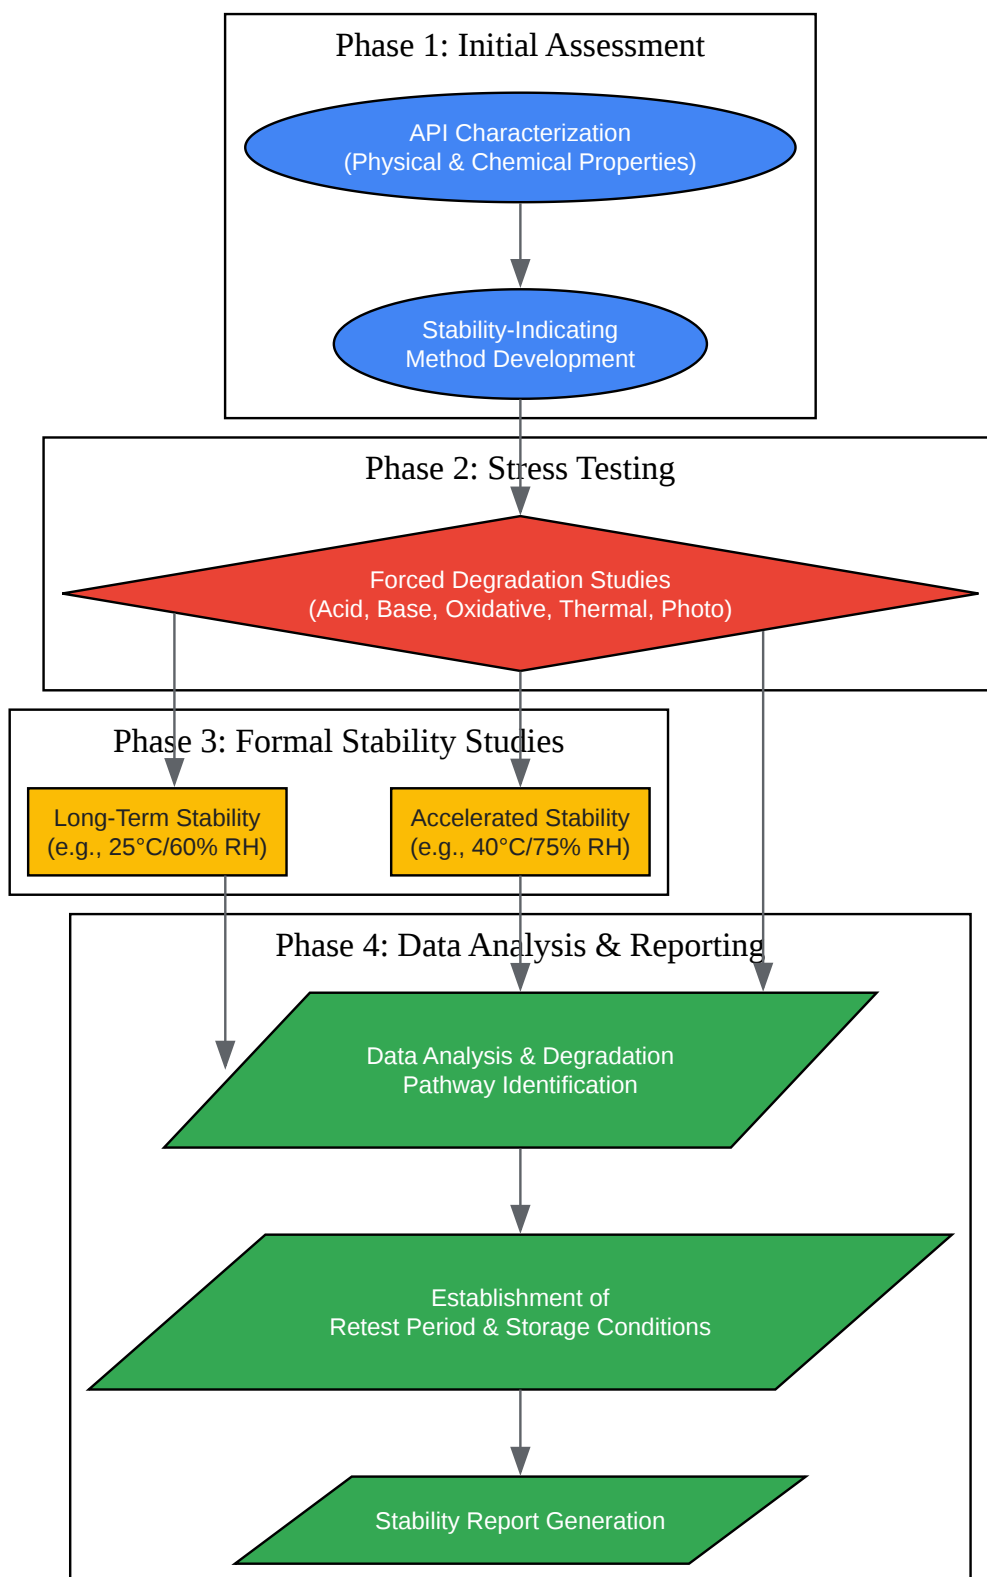 Phase 1: Initial Assessment
API Characterization
(Physical & Chemical Properties)
Stability-Indicating
Method Development
Phase 2: Stress Testing
Forced Degradation Studies
(Acid, Base, Oxidative, Thermal, Photo)
Phase 3: Formal Stability Studies
Long-Term Stability
(e.g., 25°C/60% RH)
Accelerated Stability
(e.g., 40°C/75% RH)
Phase 4: Data Analysis & Reporting
Data Analysis & Degradation
Pathway Identification
Establishment of
Retest Period & Storage Conditions
Stability Report Generation